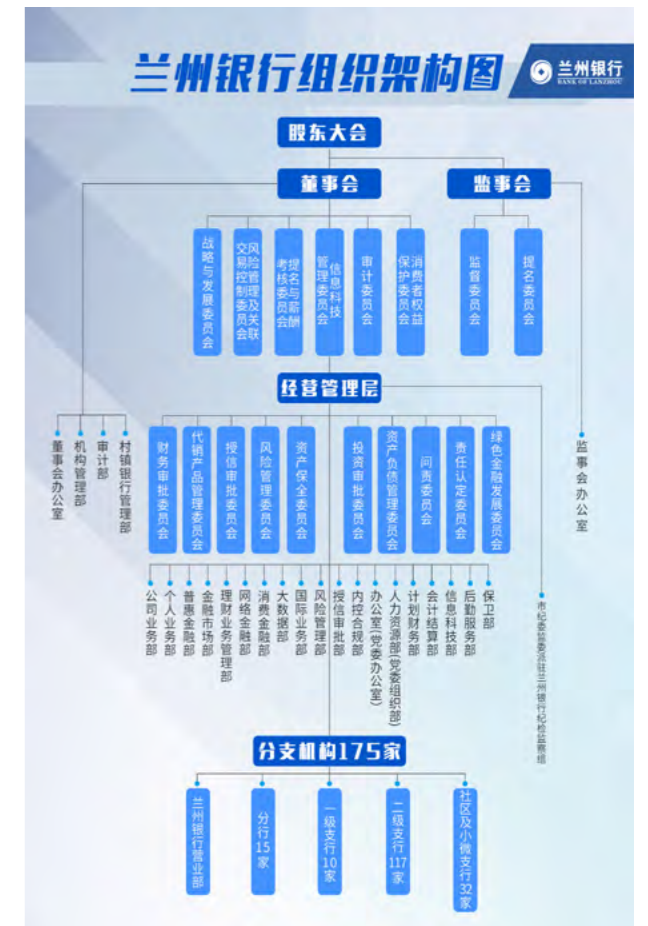 兰州银行组织架构图
兰州银行
BANK OF LANZHOU
股东大会
董事会
监事会
战略与发展委员会
风险管理及关联
交易控制委员会
提名与薪酬
考核委员会
信息科技
管理委员会
审计委员会
消费者权益
保护委员会
监督委员会
提名委员会
经营管理层
董事会办公室
机构管理部
审计部
村镇银行管理部
财务审批委员会
代销产品管理委员会
授信审批委员会
风险管理委员会
资产保全委员会
投资审批委员会
资产负债管理委员会
问责委员会
责任认定委员会
绿色金融发展委员会
监事会办公室
公司业务部
个人业务部
普惠金融部
金融市场部
理财业务管理部
网络金融部
消费金融部
大数据部
国际业务部
风险管理部
授信审批部
内控合规部
办公室(党委办公室)
人力资源部(党委组织部)
计划财务部
会计结算部
信息科技部
后勤服务部
保卫部
市纪委监委派驻兰州银行纪检监察组
分支机构175家
兰州银行营业部
分行15家
一级支行10家
二级支行117家
社区及小微支行32家